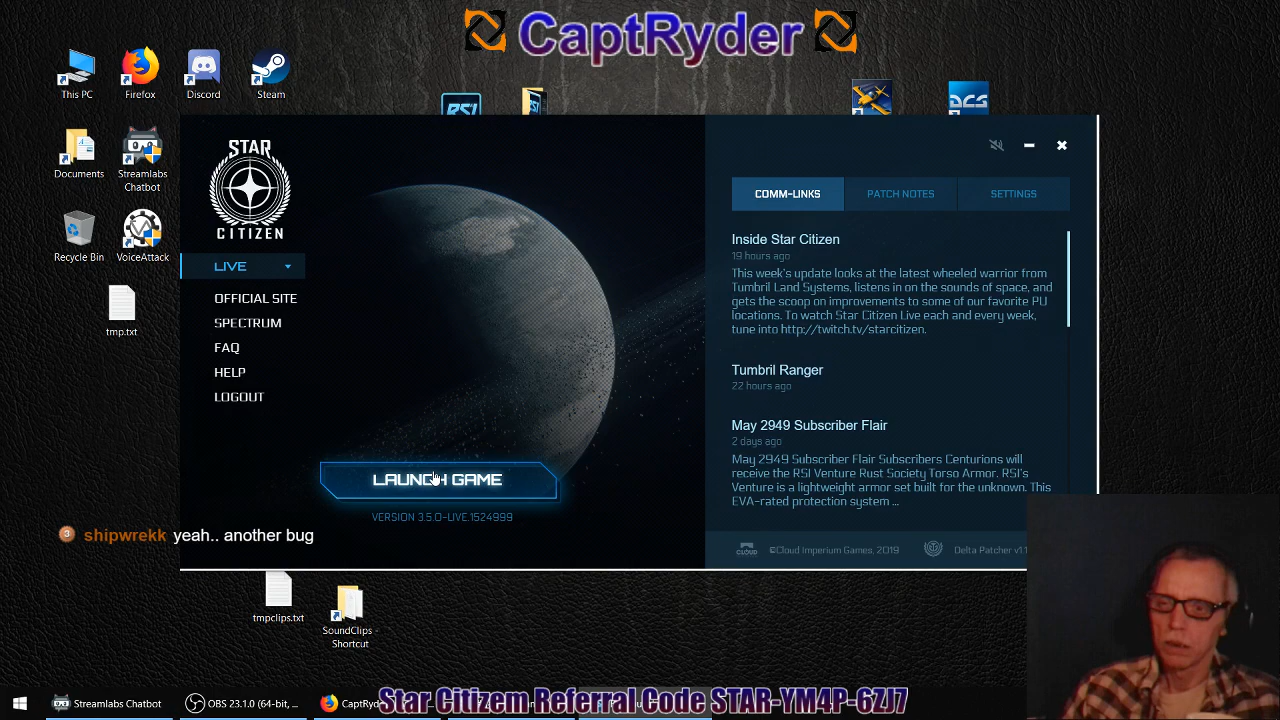 CaptRyder
This PC
Firefox
Discord
Steam
RSI
DCS
Documents
Streamlabs
Chatbot
Recycle Bin
VoiceAttack
tmp.txt
STAR
CITIZEN
LIVE
OFFICIAL SITE
SPECTRUM
FAQ
HELP
LOGOUT
COMM-LINKS
PATCH NOTES
SETTINGS
Inside Star Citizen
19 hours ago
This week's update looks at the latest wheeled warrior from
Tumbril Land Systems, listens in on the sounds of space, and
gets the scoop on improvements to some of our favorite PU
locations. To watch Star Citizen Live each and every week,
tune into http://twitch.tv/starcitizen.
Tumbril Ranger
22 hours ago
May 2949 Subscriber Flair
2 days ago
May 2949 Subscriber Flair Subscribers Centurions will
receive the RSI Venture Rust Society Torso Armor. RSI's
Venture is a lightweight armor set built for the unknown. This
EVA-rated protection system ...
LAUNCH GAME
VERSION 3.5.0-LIVE.1524999
CLOUD
©Cloud Imperium Games, 2019
Delta Patcher v1.1
3 shipwrekk yeah.. another bug
tmpclips.txt
SoundClips -
Shortcut
Streamlabs Chatbot
OBS 23.1.0 (64-bit, ...
CaptRyd
Star Citizem Referral Code STAR-YM4P-6ZJ7